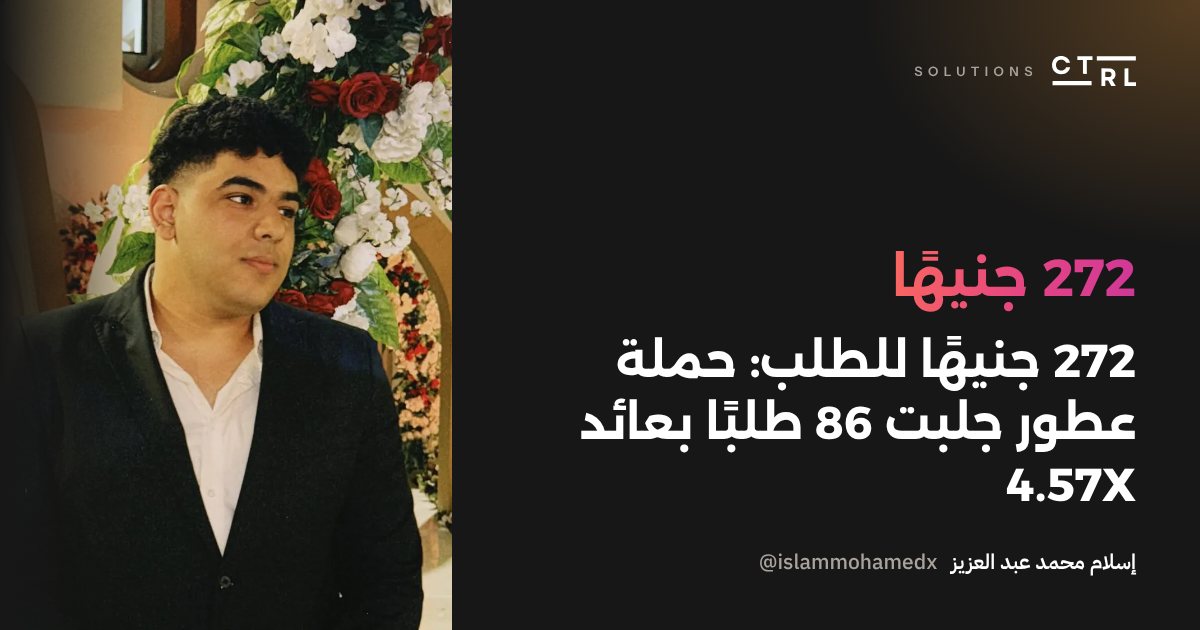 SOLUTIONS CTRL
272 جنيهًا
272 جنيهًا للطلب: حملة
عطور جلبت 86 طلبًا بعائد
4.57X
إسلام محمد عبد العزيز @islammohamedx